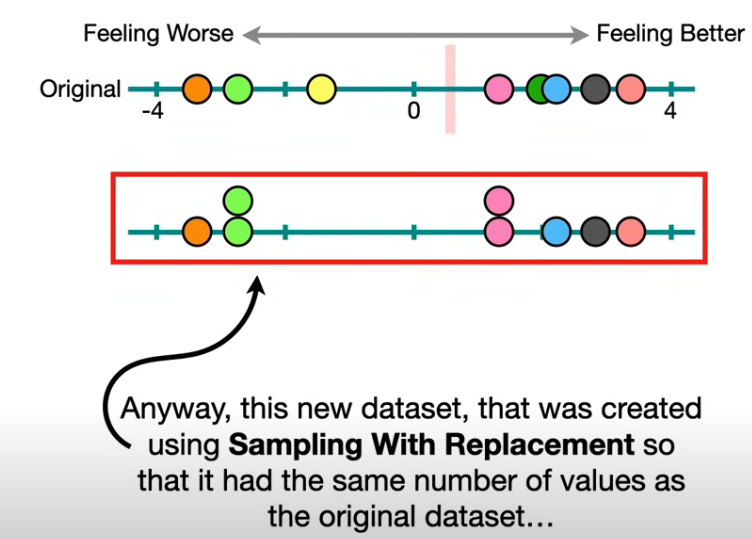 Feeling Worse Feeling Better
Original
-4 0 4
Anyway, this new dataset, that was created
using Sampling With Replacement so
that it had the same number of values as
the original dataset...